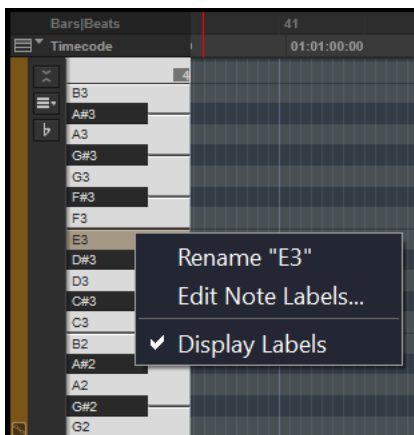 Bars|Beats 41
Timecode 01:01:00:00
4
B3
A#3
A3
G#3
G3
F#3
F3
E3
D#3
D3
C#3
C3
B2
A#2
A2
G#2
G2
Rename "E3"
Edit Note Labels...
Display Labels